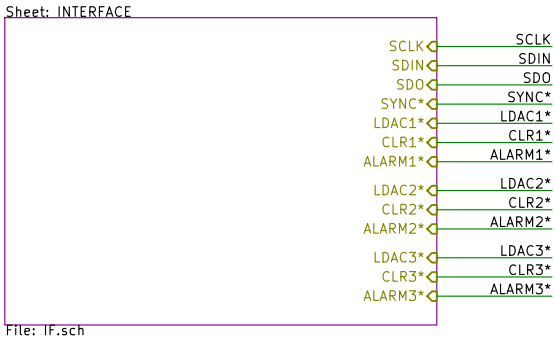 Sheet: INTERFACE
SCLK SCLK
SDIN SDIN
SDO SDO
SYNC* SYNC*
LDAC1* LDAC1*
CLR1* CLR1*
ALARM1* ALARM1*
LDAC2* LDAC2*
CLR2* CLR2*
ALARM2* ALARM2*
LDAC3* LDAC3*
CLR3* CLR3*
ALARM3* ALARM3*
File: IF.sch